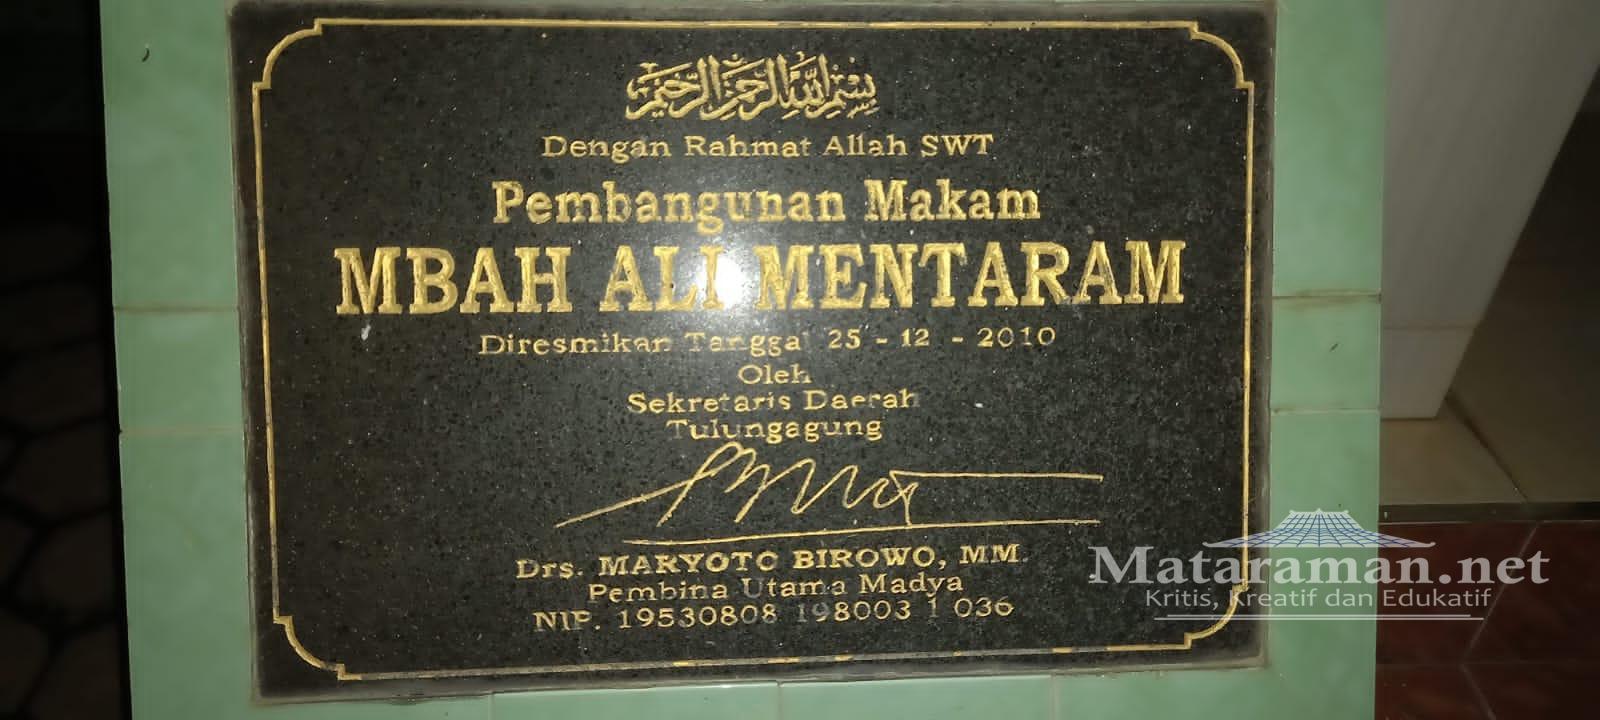 بسم الله الرحمن الرحيم
Dengan Rahmat Allah SWT
Pembangunan Makam
MBAH ALI MENTARAM
Diresmikan Tanggal 25 - 12 - 2010
Oleh
Sekretaris Daerah
Tulungagung
Drs. MARYOTO BIROWO, MM.
Pembina Utama Madya
NIP. 19530808 198003 1 036
Mataraman.net
Kritis, Kreatif dan Edukatif